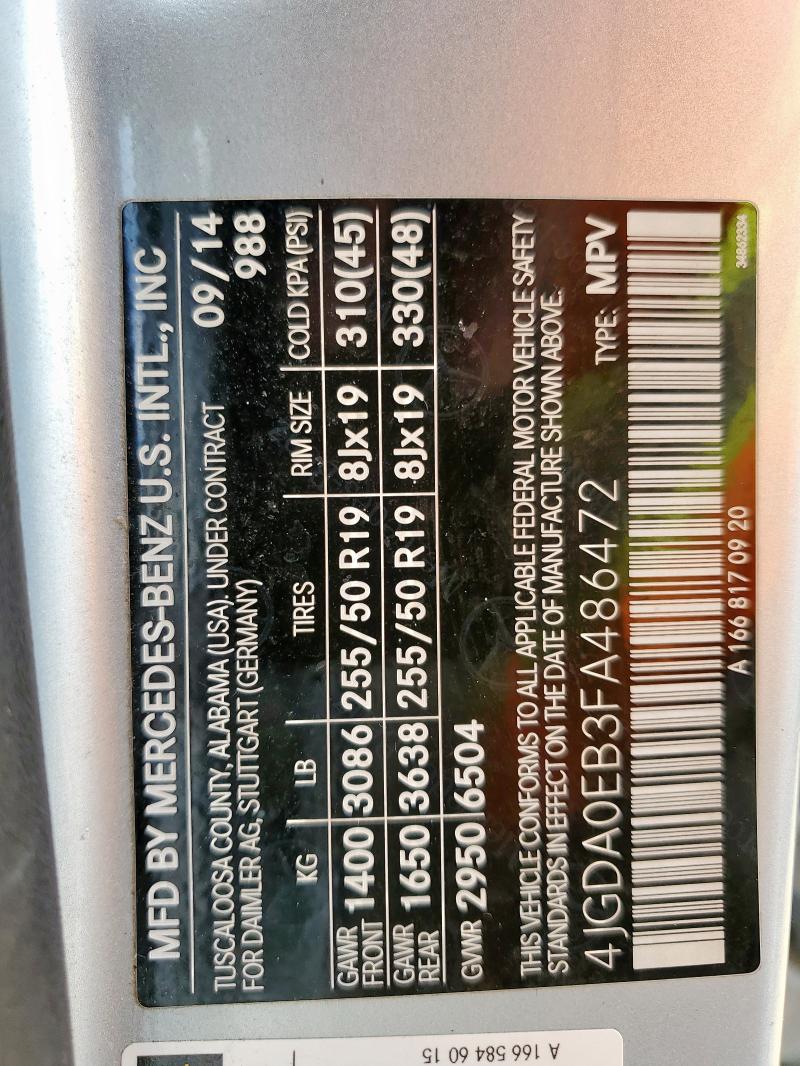 MFD BY MERCEDES-BENZ U.S. INTL., INC
TUSCALOOSA COUNTY, ALABAMA (USA), UNDER CONTRACT 09/14
FOR DAIMLER AG, STUTTGART (GERMANY) 988
KG LB TIRES RIM SIZE COLD KPA(PSI)
GAWR FRONT 1400 3086 255/50 R19 8Jx19 310(45)
GAWR REAR 1650 3638 255/50 R19 8Jx19 330(48)
GVWR 2950 6504
THIS VEHICLE CONFORMS TO ALL APPLICABLE FEDERAL MOTOR VEHICLE SAFETY
STANDARDS IN EFFECT ON THE DATE OF MANUFACTURE SHOWN ABOVE.
4JGDA0EB3FA486472 TYPE: MPV
A 166 817 09 20 34862334
A 166 584 60 15